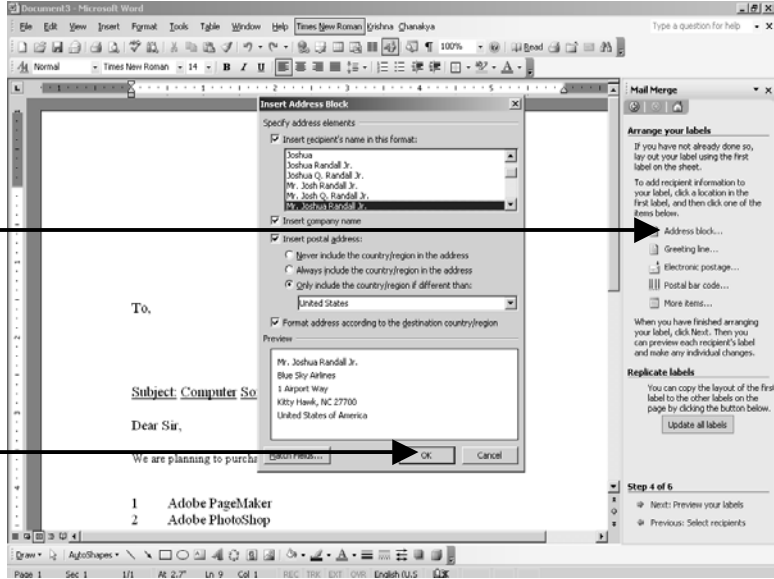 Document3 - Microsoft Word
File Edit View Insert Format Tools Table Window Help Times New Roman Krishna Chanakya Type a question for help
100% Read
Normal Times New Roman 14 B I U
Mail Merge
Arrange your labels
If you have not already done so,
lay out your label using the first
label on the sheet.
To add recipient information to
your label, click a location in the
first label, and then click one of the
items below.
Address block...
Greeting line...
Electronic postage...
Postal bar code...
More items...
When you have finished arranging
your label, click Next. Then you
can preview each recipient's label
and make any individual changes.
Replicate labels
You can copy the layout of the first
label to the other labels on the
page by clicking the button below.
Update all labels
Step 4 of 6
Next: Preview your labels
Previous: Select recipients
Insert Address Block
Specify address elements
Insert recipient's name in this format:
Joshua
Joshua Randall Jr.
Joshua Q. Randall Jr.
Mr. Josh Randall Jr.
Mr. Josh Q. Randall Jr.
Mr. Joshua Randall Jr.
Insert company name
Insert postal address:
Never include the country/region in the address
Always include the country/region in the address
Only include the country/region if different than:
United States
Format address according to the destination country/region
Preview
Mr. Joshua Randall Jr.
Blue Sky Airlines
1 Airport Way
Kitty Hawk, NC 27700
United States of America
Match Fields... OK Cancel
To,
Subject: Computer So
Dear Sir,
We are planning to purcha
1 Adobe PageMaker
2 Adobe PhotoShop
Draw AutoShapes
Page 1 Sec 1 1/1 At 2.7" Ln 9 Col 1 REC TRK EXT OVR English (U.S